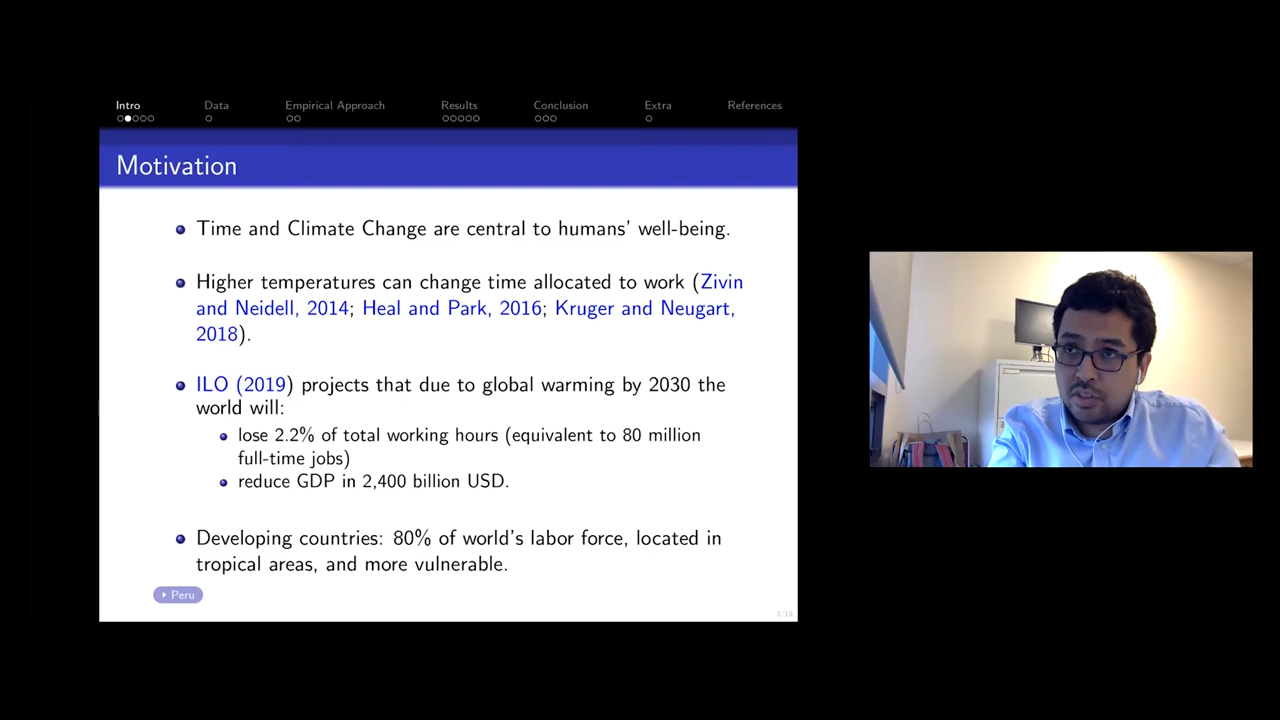 Intro Data Empirical Approach Results Conclusion Extra References
Motivation
Time and Climate Change are central to humans' well-being.
Higher temperatures can change time allocated to work (Zivin
and Neidell, 2014; Heal and Park, 2016; Kruger and Neugart,
2018).
ILO (2019) projects that due to global warming by 2030 the
world will:
lose 2.2% of total working hours (equivalent to 80 million
full-time jobs)
reduce GDP in 2,400 billion USD.
Developing countries: 80% of world's labor force, located in
tropical areas, and more vulnerable.
Peru
3/19